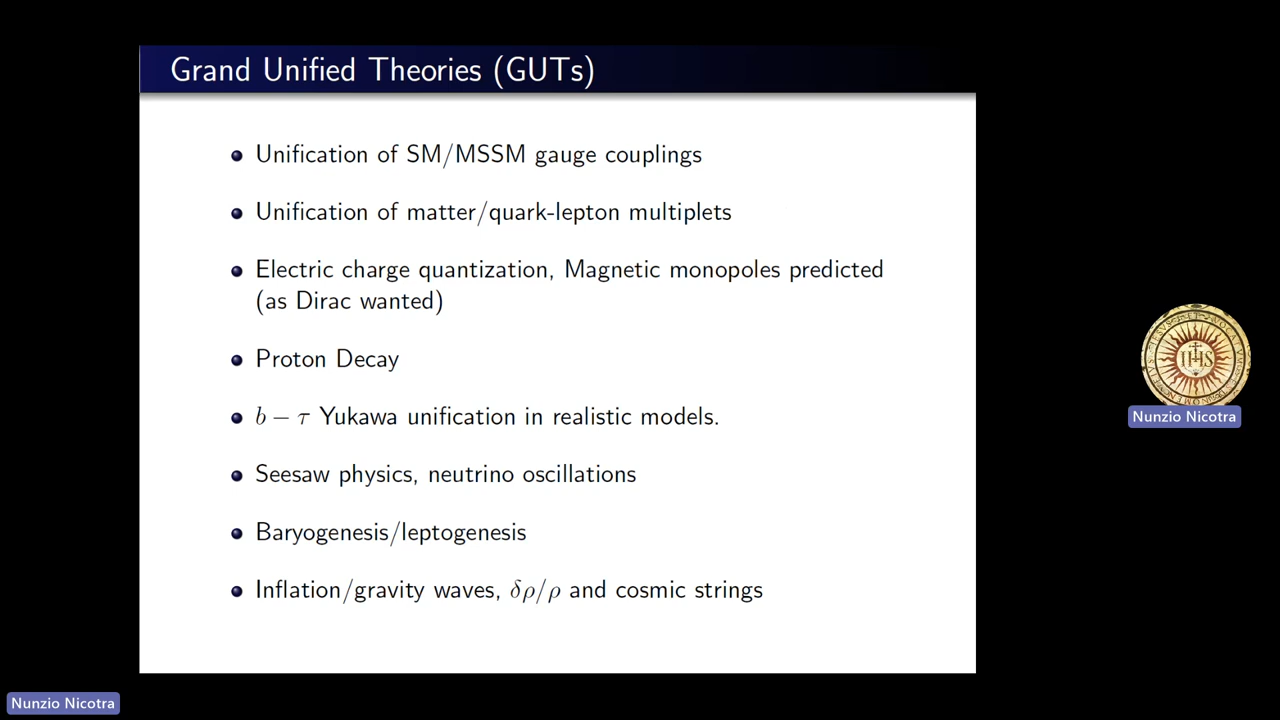 Grand Unified Theories (GUTs)
Unification of SM/MSSM gauge couplings
Unification of matter/quark-lepton multiplets
Electric charge quantization, Magnetic monopoles predicted
(as Dirac wanted)
Proton Decay
b − τ Yukawa unification in realistic models.
Seesaw physics, neutrino oscillations
Baryogenesis/leptogenesis
Inflation/gravity waves, δρ/ρ and cosmic strings
IHS
Nunzio Nicotra
Nunzio Nicotra